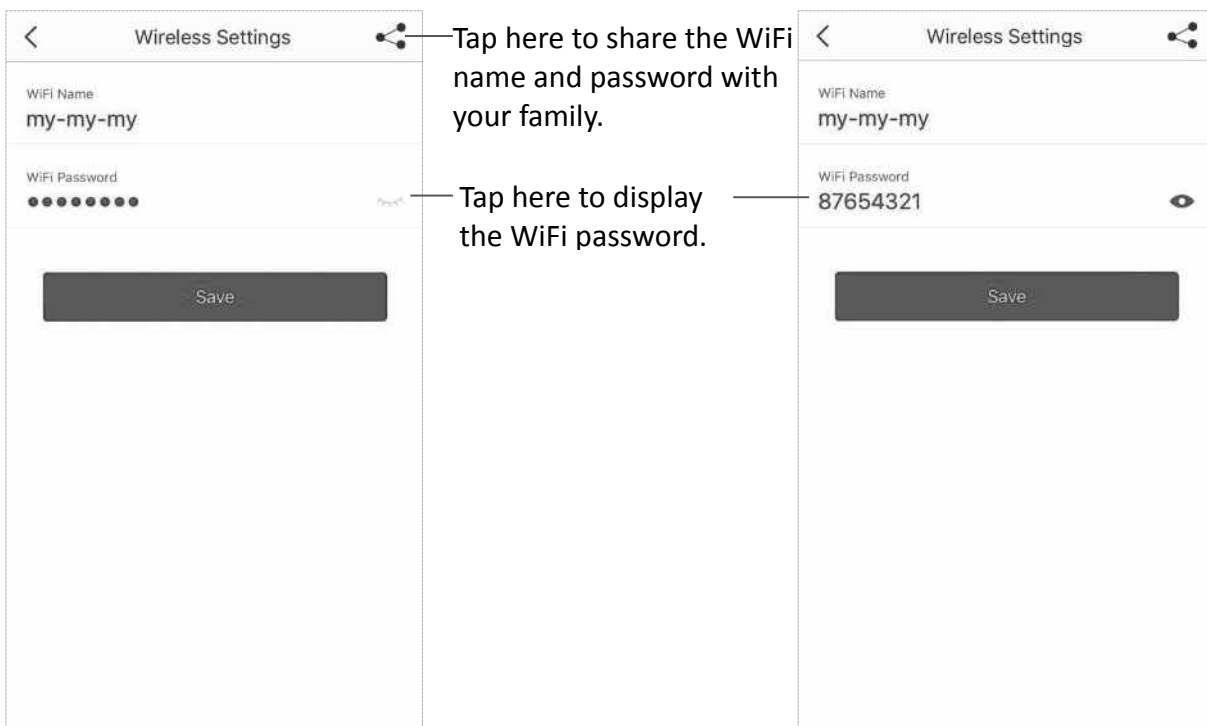 Wireless Settings
WiFi Name
my-my-my
WiFi Password
Save
Tap here to share the WiFi
name and password with
your family.
Tap here to display
the WiFi password.
Wireless Settings
WiFi Name
my-my-my
WiFi Password
87654321
Save